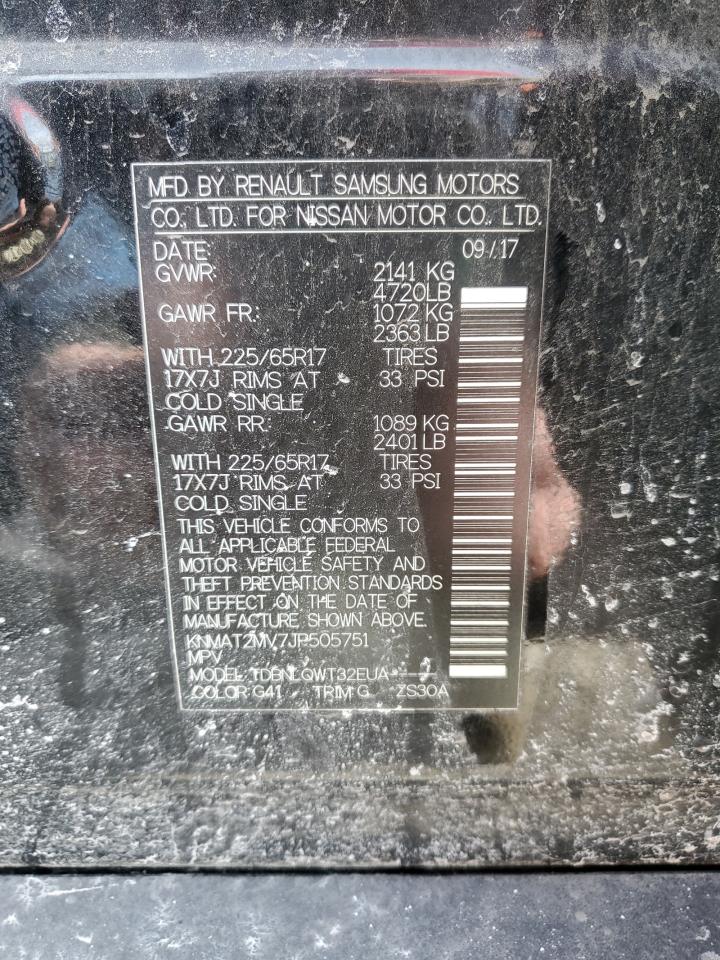 MFD BY RENAULT SAMSUNG MOTORS
CO., LTD. FOR NISSAN MOTOR CO., LTD.
DATE: 09/17
GVWR: 2141 KG
4720LB
GAWR FR.: 1072 KG
2363 LB
WITH 225/65R17 TIRES
17X7J RIMS AT 33 PSI
COLD SINGLE
GAWR RR.: 1089 KG
2401 LB
WITH 225/65R17 TIRES
17X7J RIMS AT 33 PSI
COLD SINGLE
THIS VEHICLE CONFORMS TO
ALL APPLICABLE FEDERAL
MOTOR VEHICLE SAFETY AND
THEFT PREVENTION STANDARDS
IN EFFECT ON THE DATE OF
MANUFACTURE SHOWN ABOVE.
KNMAT2MV7JP505751
MPV
MODEL: TDBNLQWT32EUA
COLOR: G41 TRIM: G ZS30A